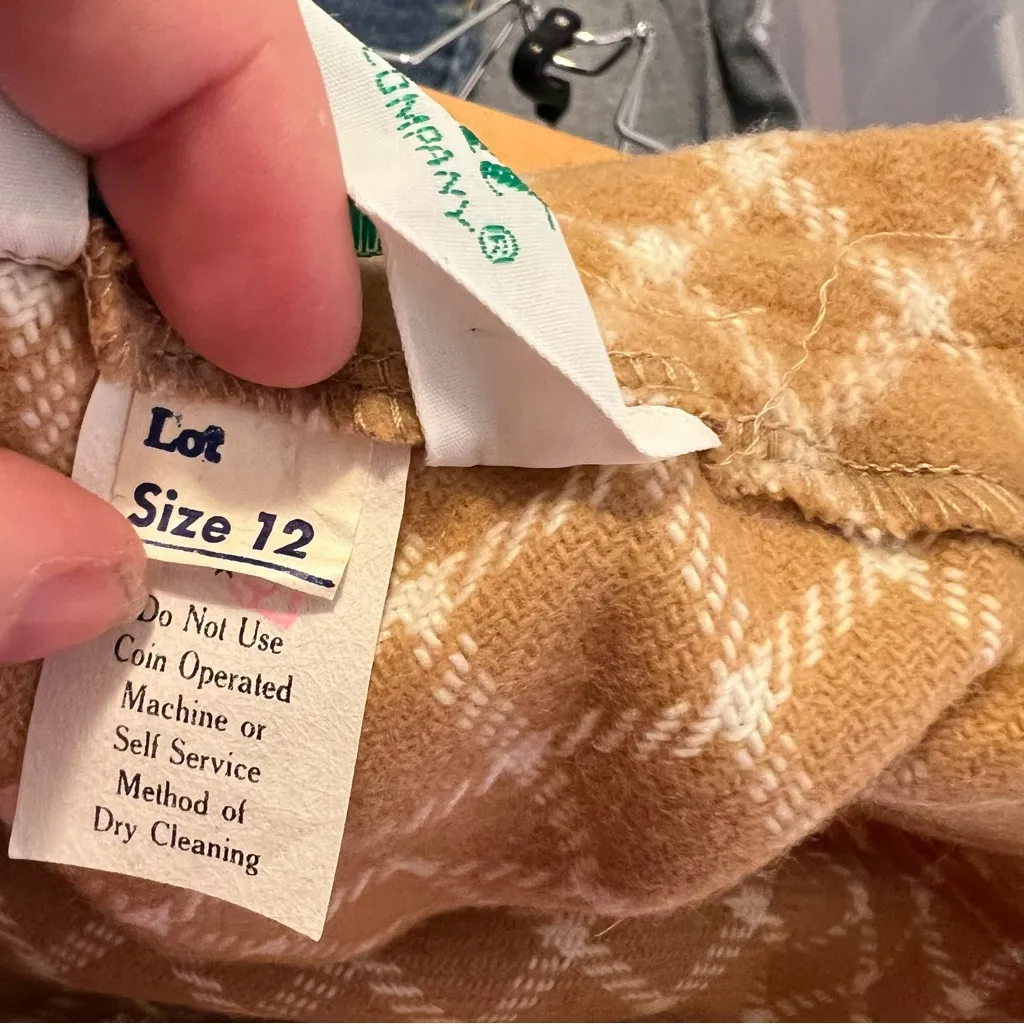 COMPANY ®
Lot
Size 12
Do Not Use
Coin Operated
Machine or
Self Service
Method of
Dry Cleaning